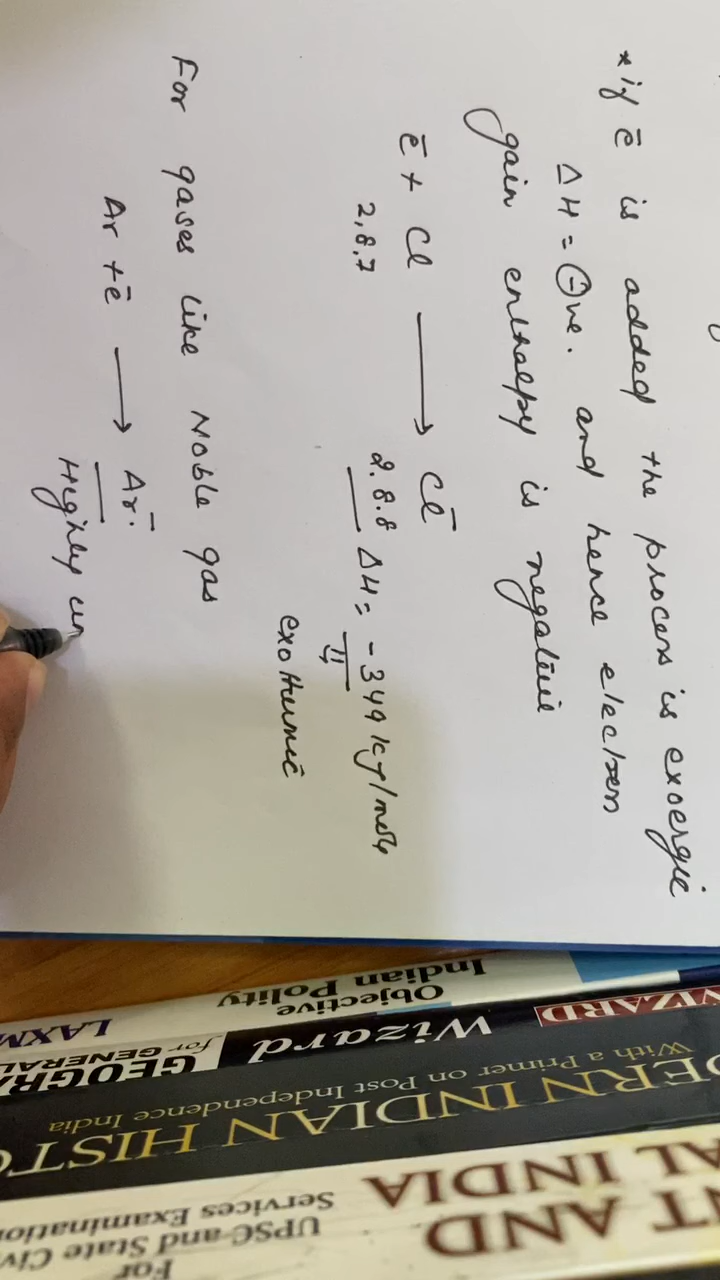 * if ē is added the process is exoergic
ΔH = ⊖ve. and hence electron
gain enthalpy is negative
ē + Cl ⟶ Cl̄
2,8,7 2.8.8 ΔH = -349 kJ/mole
exothermic
For gases like Noble gas
Ar + ē ⟶ Ar̄.
Highly un
Objective
Indian Polity
LAXM
WIZARD
Wizard
for GENERAL
GEOGRA
With a Primer on Post Independence India
DERN INDIAN HISTO
NT AND
AL INDIA
For
UPSC and State Civ
Services Examination